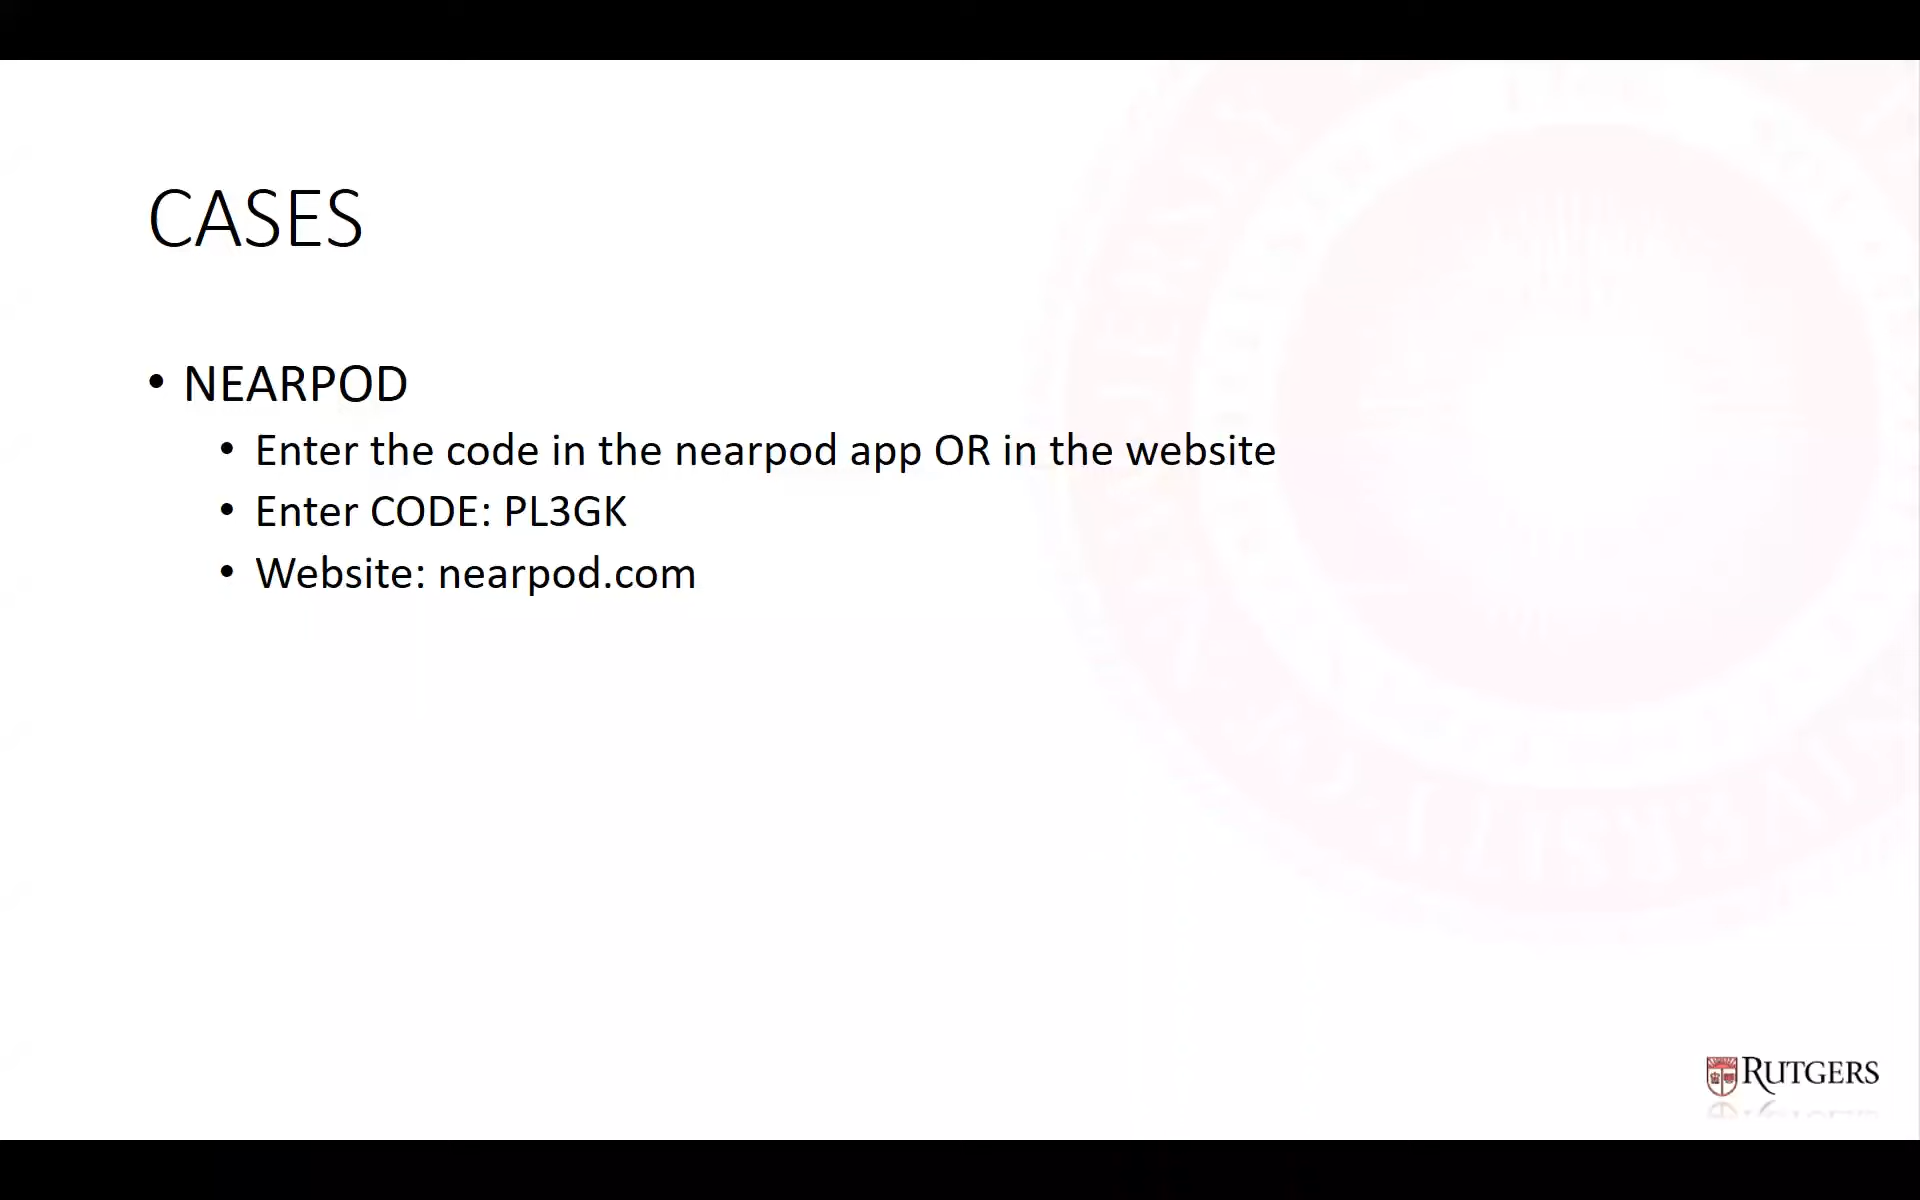 CASES
• NEARPOD
• Enter the code in the nearpod app OR in the website
• Enter CODE: PL3GK
• Website: nearpod.com
RUTGERS